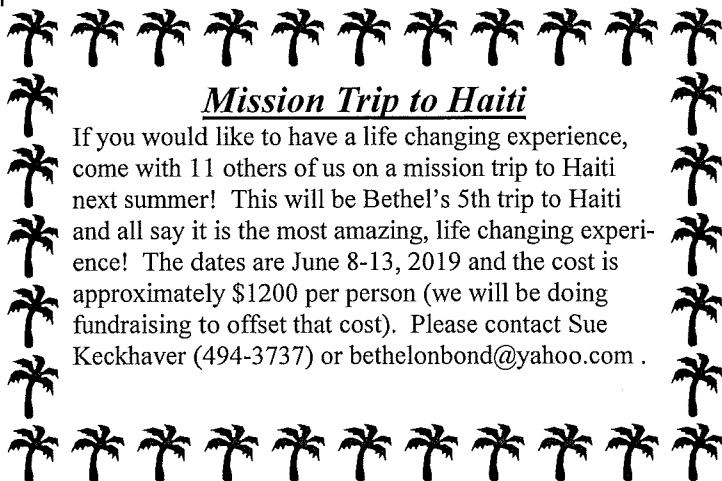 Mission Trip to Haiti
If you would like to have a life changing experience,
come with 11 others of us on a mission trip to Haiti
next summer!  This will be Bethel's 5th trip to Haiti
and all say it is the most amazing, life changing experi-
ence!  The dates are June 8-13, 2019 and the cost is
approximately $1200 per person (we will be doing
fundraising to offset that cost).  Please contact Sue
Keckhaver (494-3737) or bethelonbond@yahoo.com .